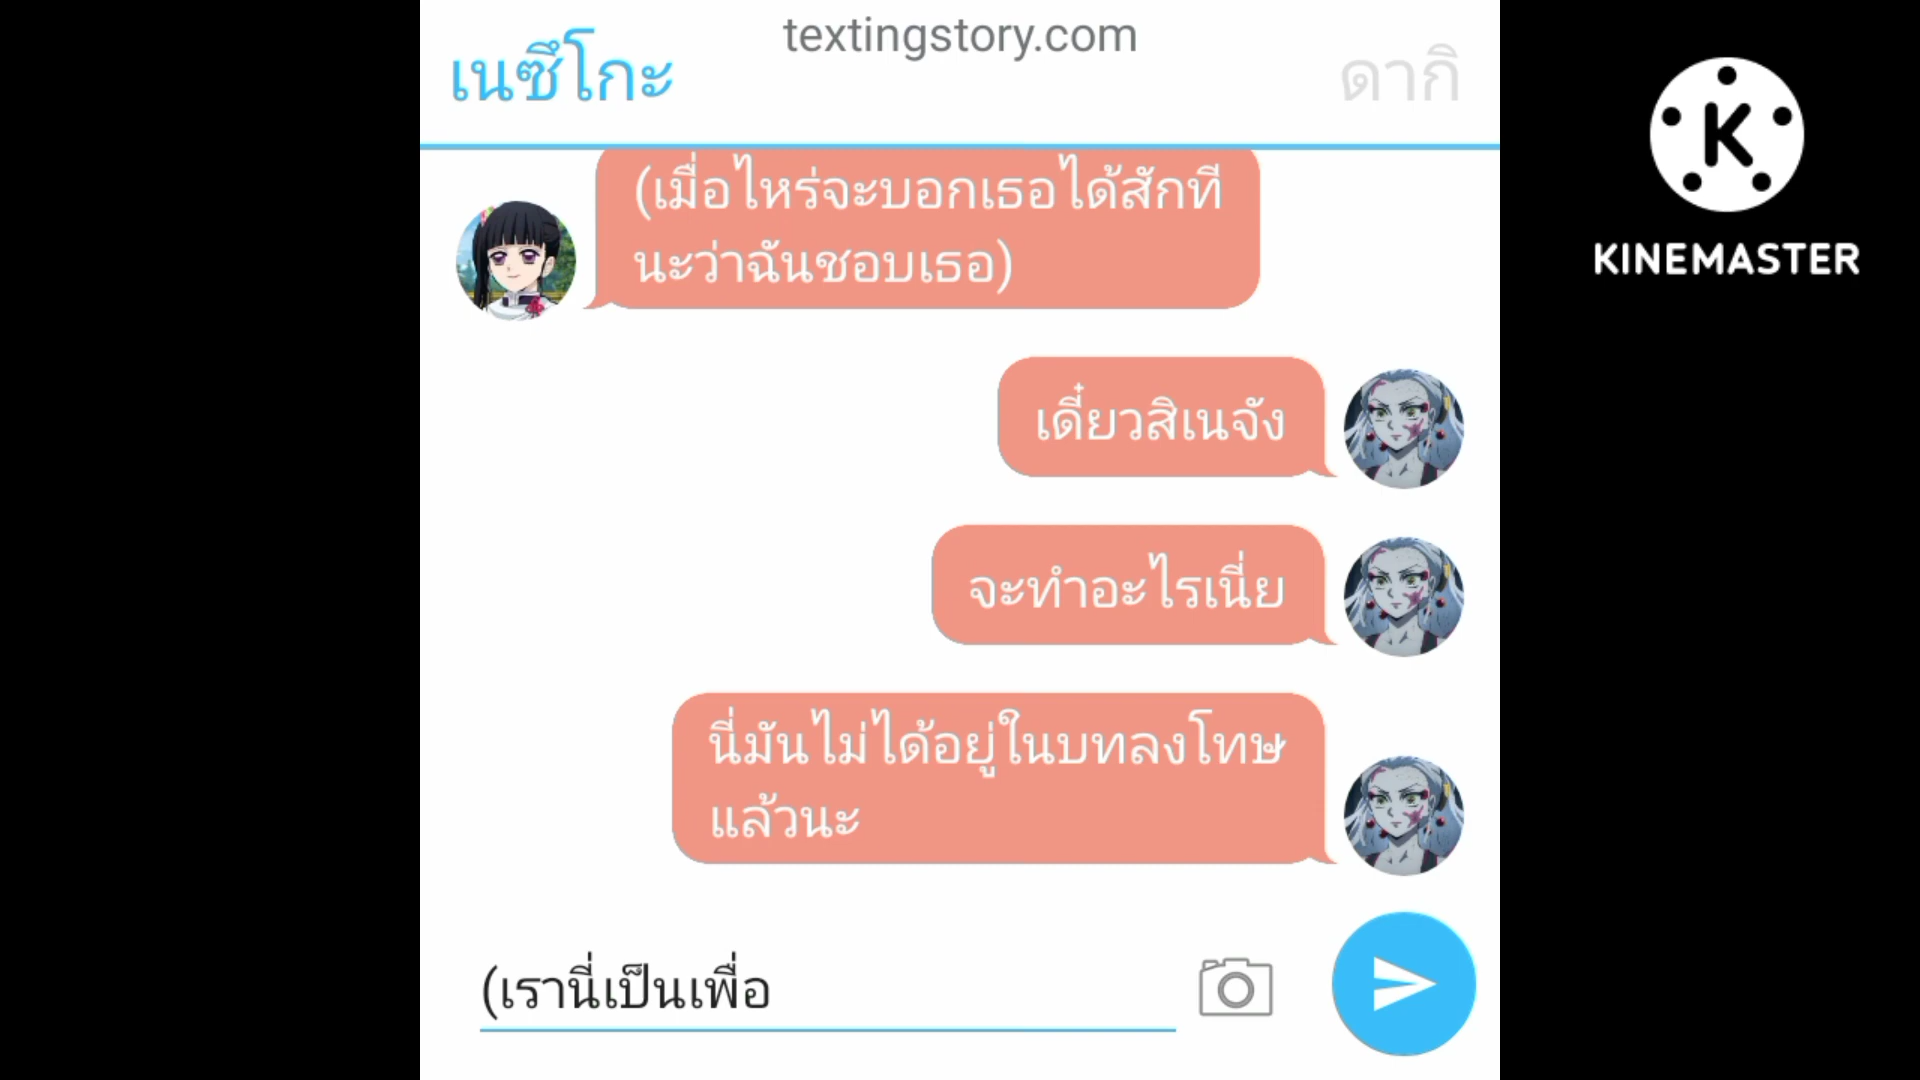 textingstory.com
เนซึโกะ
ดากิ
KINEMASTER
(เมื่อไหร่จะบอกเธอได้สักที
นะว่าฉันชอบเธอ)
เดี๋ยวสิเนจัง
จะทำอะไรเนี่ย
นี่มันไม่ได้อยู่ในบทลงโทษ
แล้วนะ
(เรานี่เป็นเพื่อ